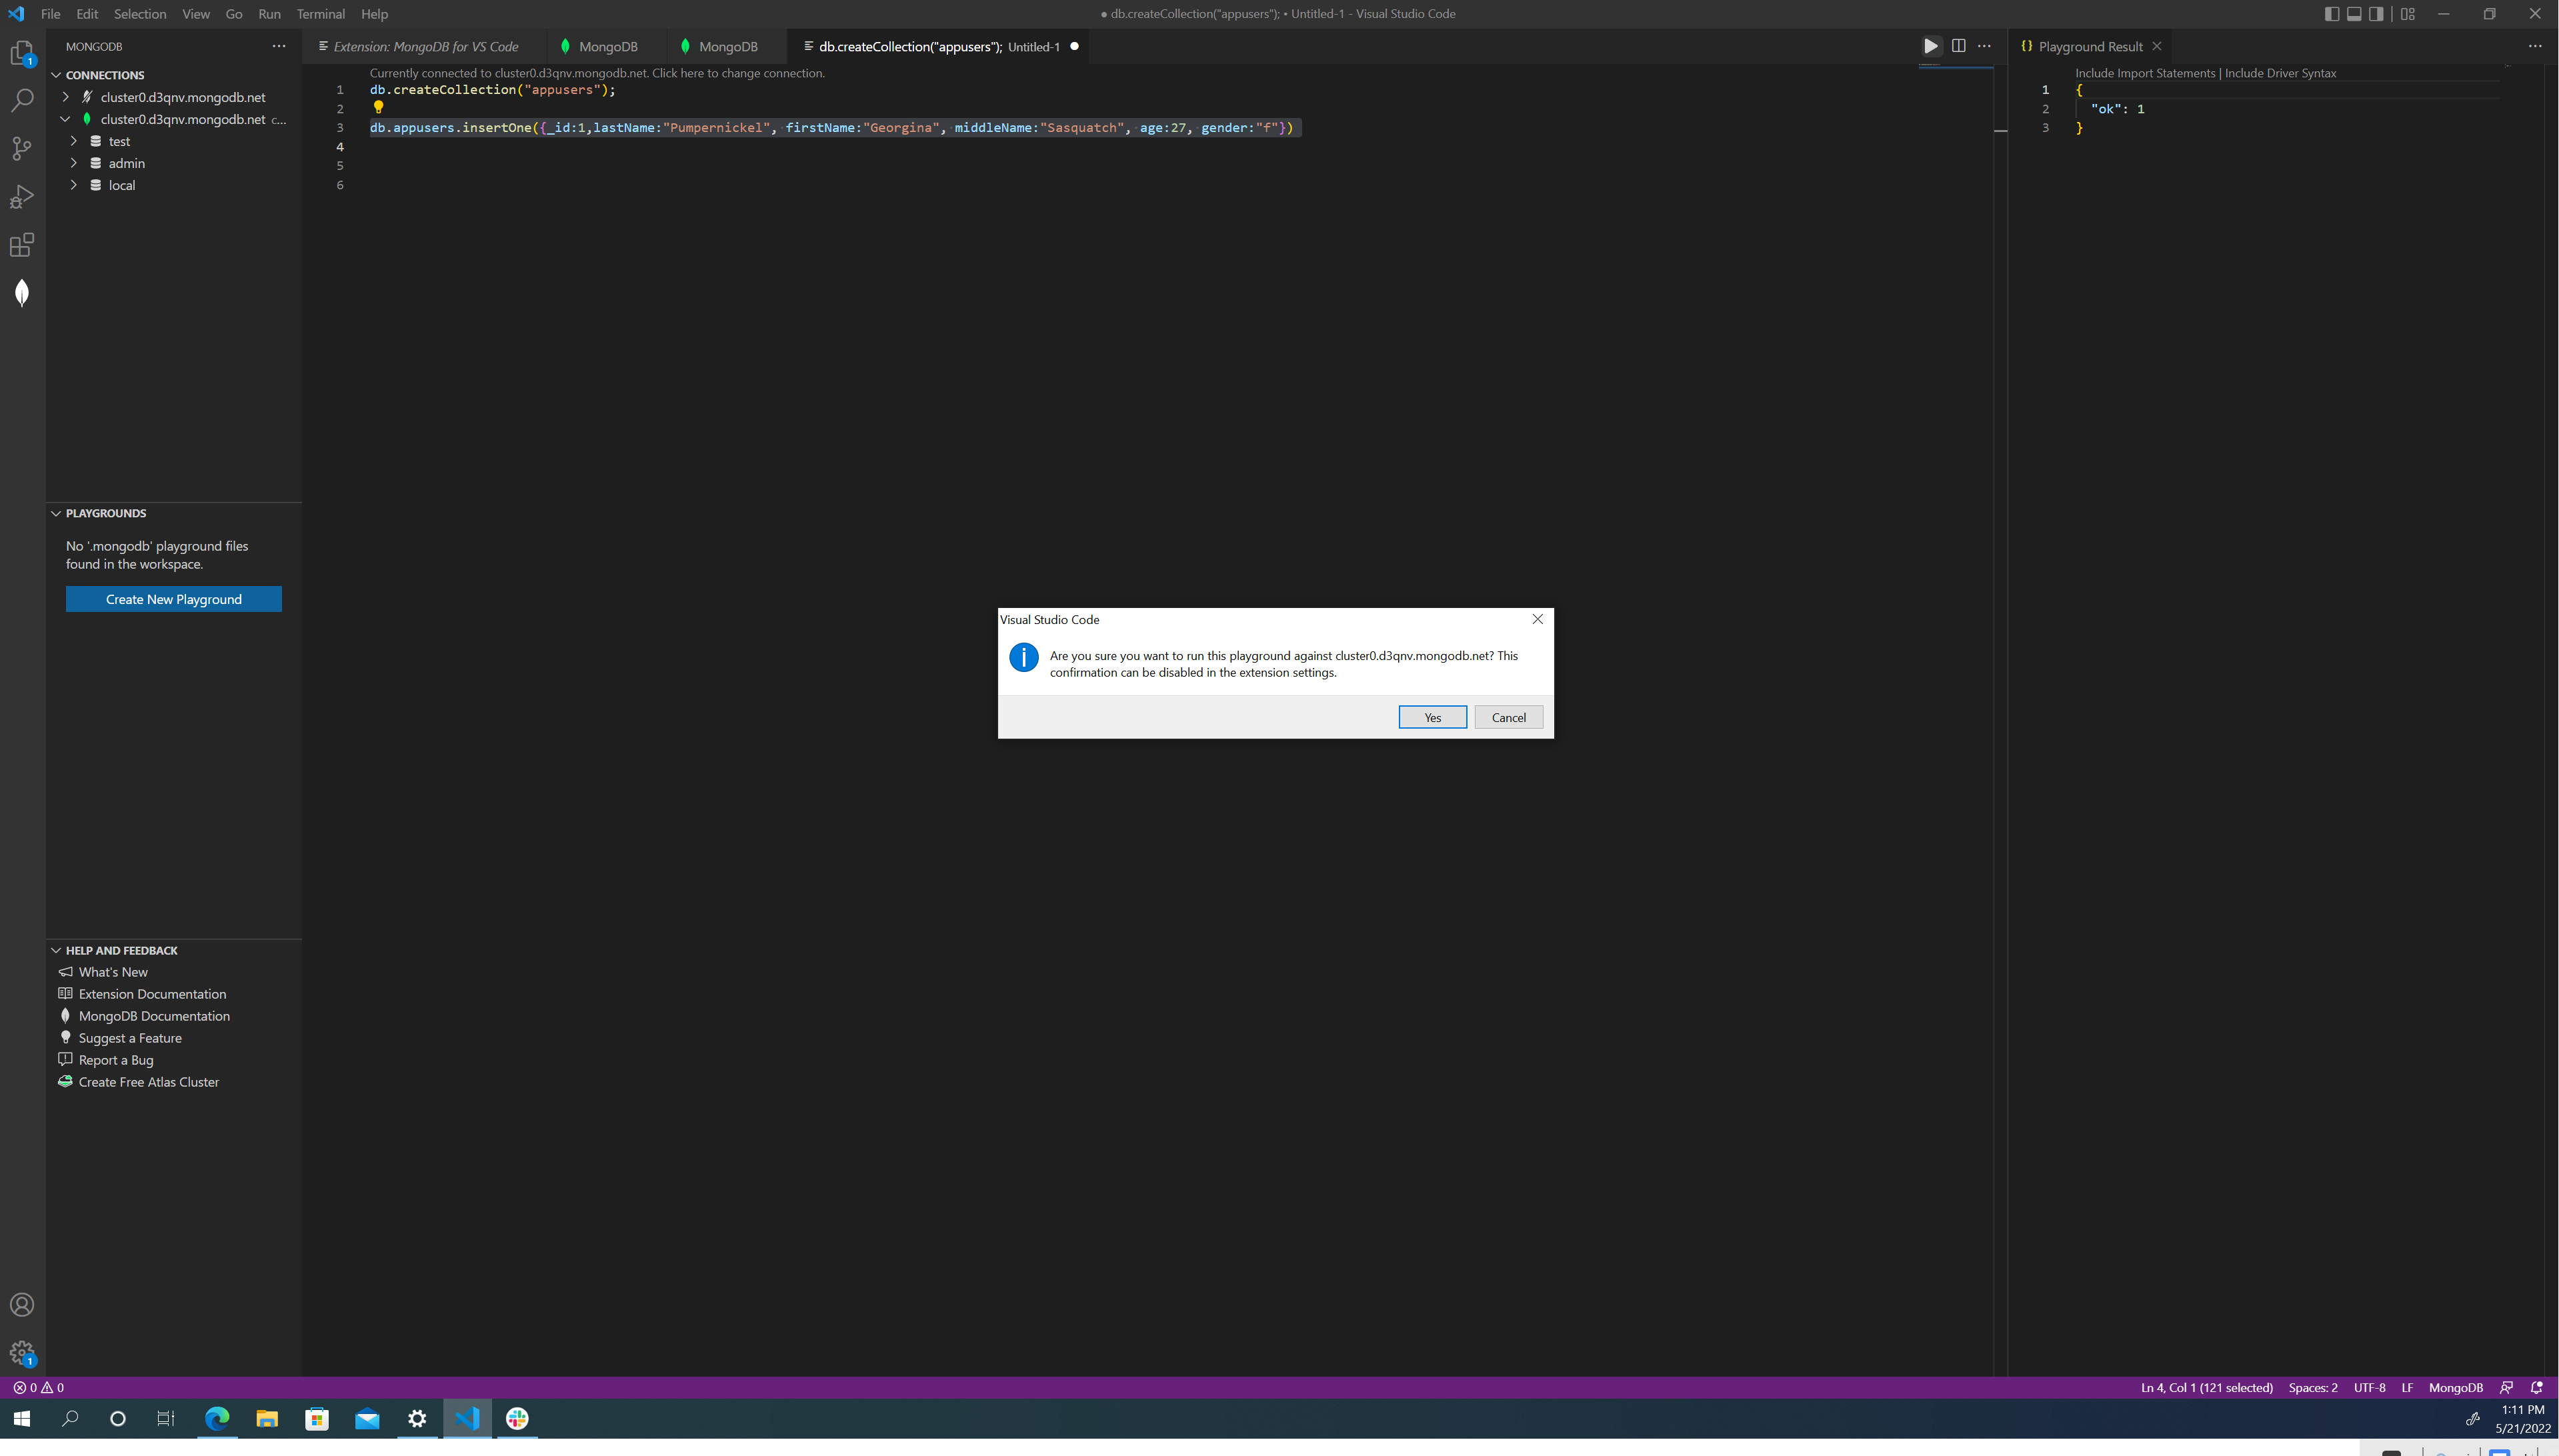 File Edit Selection View Go Run Terminal Help
● db.createCollection("appusers"); • Untitled-1 - Visual Studio Code
MONGODB
Extension: MongoDB for VS Code
MongoDB
MongoDB
db.createCollection("appusers"); Untitled-1
Playground Result
CONNECTIONS
cluster0.d3qnv.mongodb.net
cluster0.d3qnv.mongodb.net c...
test
admin
local
Currently connected to cluster0.d3qnv.mongodb.net. Click here to change connection.
1 db.createCollection("appusers");
2
3 db.appusers.insertOne({_id:1,lastName:"Pumpernickel", firstName:"Georgina", middleName:"Sasquatch", age:27, gender:"f"})
4
5
6
Include Import Statements | Include Driver Syntax
1 {
2 "ok": 1
3 }
PLAYGROUNDS
No '.mongodb' playground files
found in the workspace.
Create New Playground
Visual Studio Code
Are you sure you want to run this playground against cluster0.d3qnv.mongodb.net? This
confirmation can be disabled in the extension settings.
Yes Cancel
HELP AND FEEDBACK
What's New
Extension Documentation
MongoDB Documentation
Suggest a Feature
Report a Bug
Create Free Atlas Cluster
1
1
0 0
Ln 4, Col 1 (121 selected) Spaces: 2 UTF-8 LF MongoDB
1:11 PM
5/21/2022